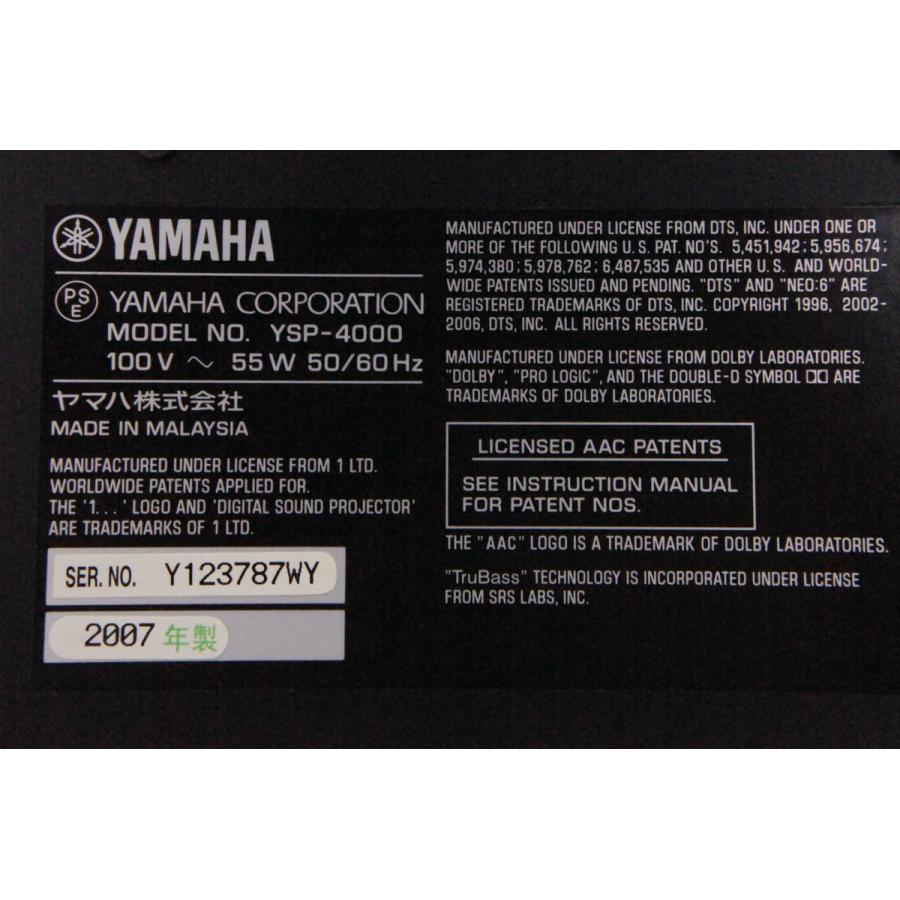 YAMAHA
PSE YAMAHA CORPORATION
MODEL NO. YSP-4000
100V ～ 55W 50/60Hz
ヤマハ株式会社
MADE IN MALAYSIA
MANUFACTURED UNDER LICENSE FROM 1 LTD.
WORLDWIDE PATENTS APPLIED FOR.
THE '1...' LOGO AND 'DIGITAL SOUND PROJECTOR'
ARE TRADEMARKS OF 1 LTD.
SER. NO. Y123787WY
2007 年製
MANUFACTURED UNDER LICENSE FROM DTS, INC. UNDER ONE OR
MORE OF THE FOLLOWING U.S. PAT. NO'S. 5,451,942; 5,956,674;
5,974,380; 5,978,762; 6,487,535 AND OTHER U.S. AND WORLD-
WIDE PATENTS ISSUED AND PENDING. "DTS" AND "NEO:6" ARE
REGISTERED TRADEMARKS OF DTS, INC. COPYRIGHT 1996, 2002-
2006, DTS, INC. ALL RIGHTS RESERVED.
MANUFACTURED UNDER LICENSE FROM DOLBY LABORATORIES.
"DOLBY", "PRO LOGIC", AND THE DOUBLE-D SYMBOL ARE
TRADEMARKS OF DOLBY LABORATORIES.
LICENSED AAC PATENTS
SEE INSTRUCTION MANUAL
FOR PATENT NOS.
THE "AAC" LOGO IS A TRADEMARK OF DOLBY LABORATORIES.
"TruBass" TECHNOLOGY IS INCORPORATED UNDER LICENSE
FROM SRS LABS, INC.